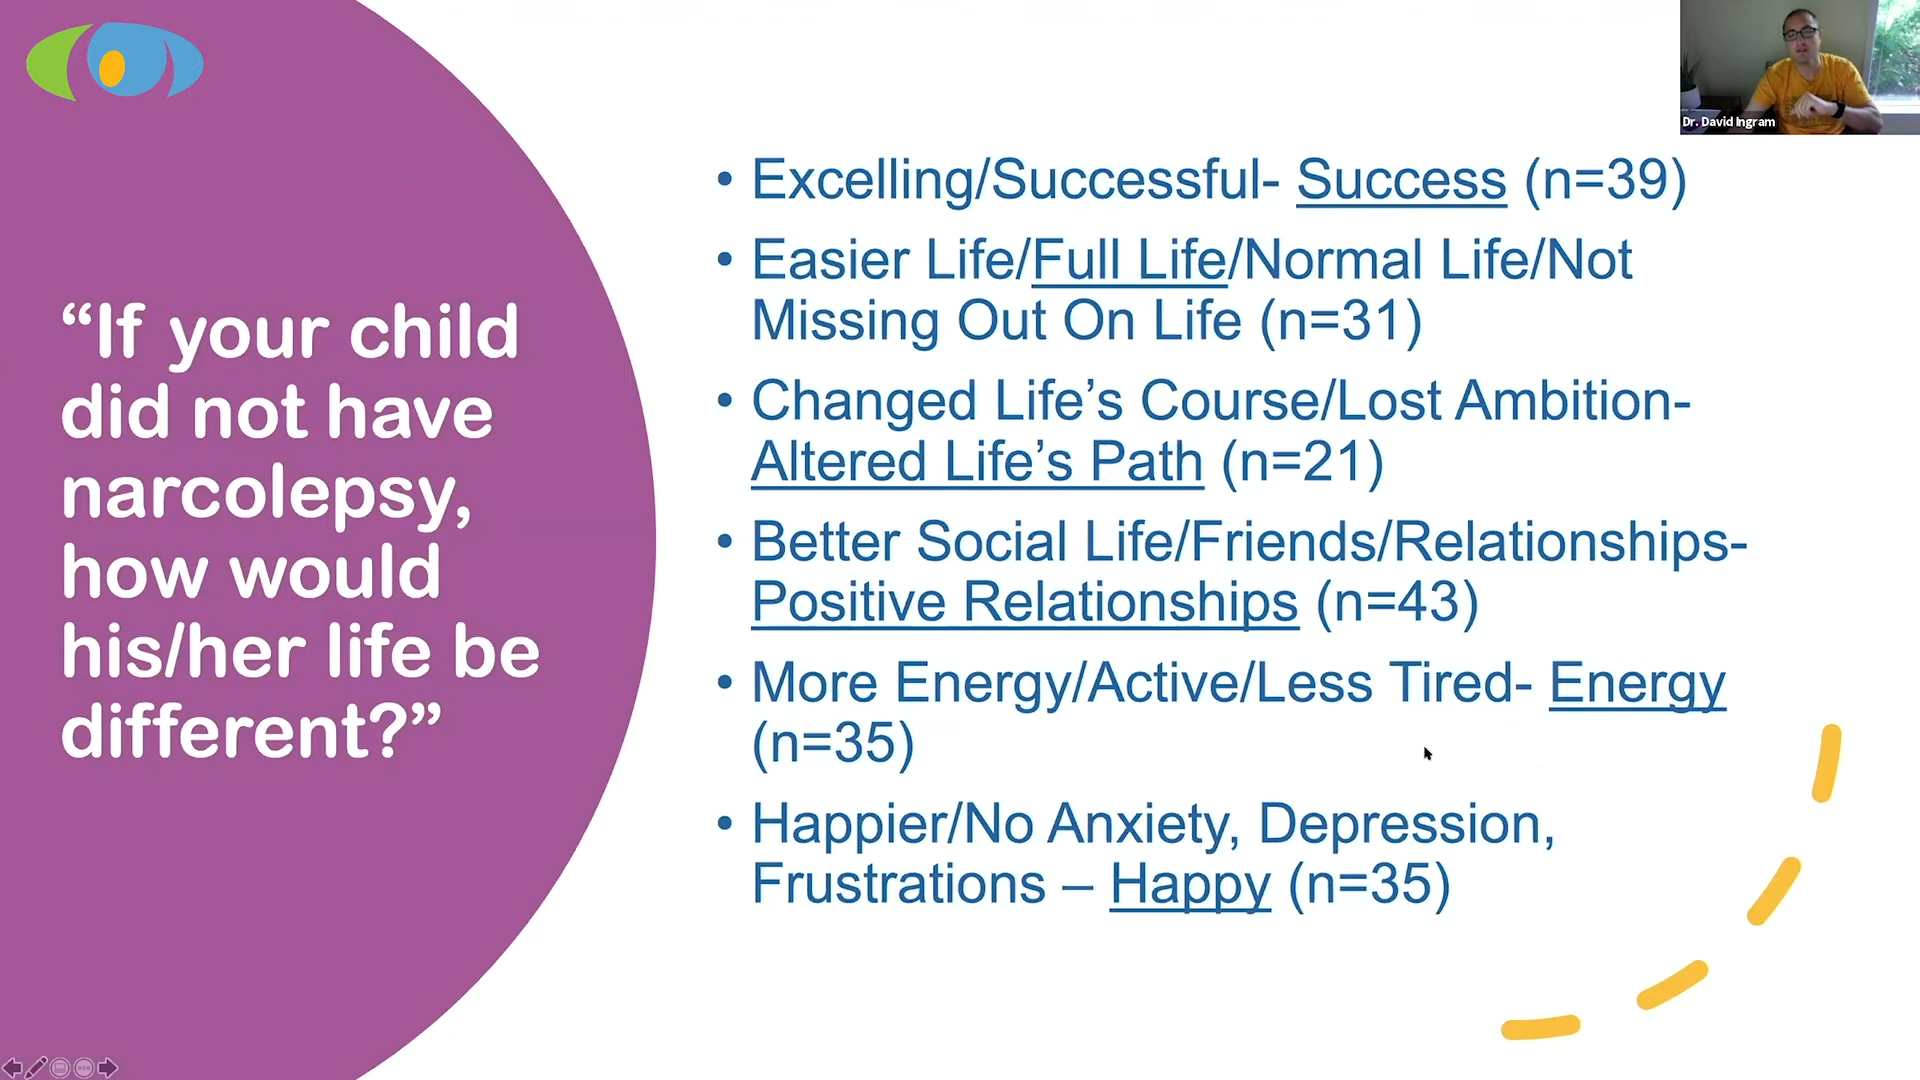 “If your child
did not have
narcolepsy,
how would
his/her life be
different?”
• Excelling/Successful- Success (n=39)
• Easier Life/Full Life/Normal Life/Not
Missing Out On Life (n=31)
• Changed Life’s Course/Lost Ambition-
Altered Life’s Path (n=21)
• Better Social Life/Friends/Relationships-
Positive Relationships (n=43)
• More Energy/Active/Less Tired- Energy
(n=35)
• Happier/No Anxiety, Depression,
Frustrations – Happy (n=35)
Dr. David Ingram